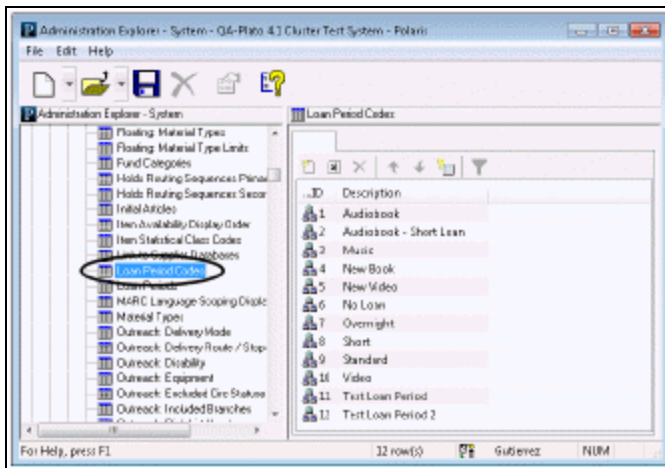 Administration Explorer - System - QA-Plato 4.1 Cluster Test System - Polaris
File Edit Help
Administration Explorer - System
Floating: Material Types
Floating: Material Type Limits
Fund Categories
Holds Routing Sequences Primar
Holds Routing Sequences Secor
Initial Articles
Item Availability Display Order
Item Statistical Class Codes
Link to Supplier Databases
Loan Period Codes
Loan Periods
MARC Language Scoping Displa
Material Types
Outreach: Delivery Mode
Outreach: Delivery Route / Stop
Outreach: Disability
Outreach: Equipment
Outreach: Excluded Circ Statuse
Outreach: Included Branches
Loan Period Codes
...ID Description
1 Audiobook
2 Audiobook - Short Loan
3 Music
4 New Book
5 New Video
6 No Loan
7 Overnight
8 Short
9 Standard
10 Video
11 Test Loan Period
12 Test Loan Period 2
For Help, press F1
12 row(s)
Gutierrez
NUM